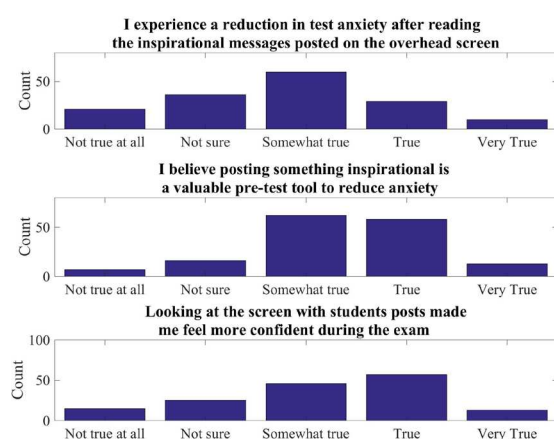 I experience a reduction in test anxiety after reading
the inspirational messages posted on the overhead screen
Count
50
0
Not true at all Not sure Somewhat true True Very True
I believe posting something inspirational is
a valuable pre-test tool to reduce anxiety
Count
50
0
Not true at all Not sure Somewhat true True Very True
Looking at the screen with students posts made
me feel more confident during the exam
Count
100
50
0
Not true at all Not sure Somewhat true True Very True